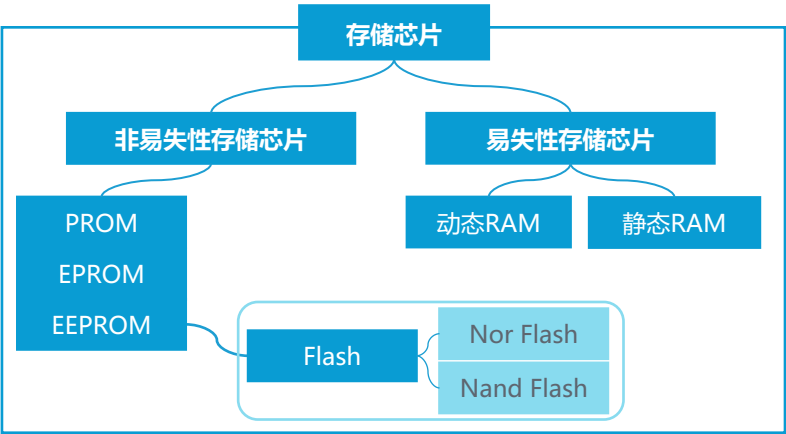 存储芯片
非易失性存储芯片
易失性存储芯片
PROM
EPROM
EEPROM
动态RAM
静态RAM
Flash
Nor Flash
Nand Flash